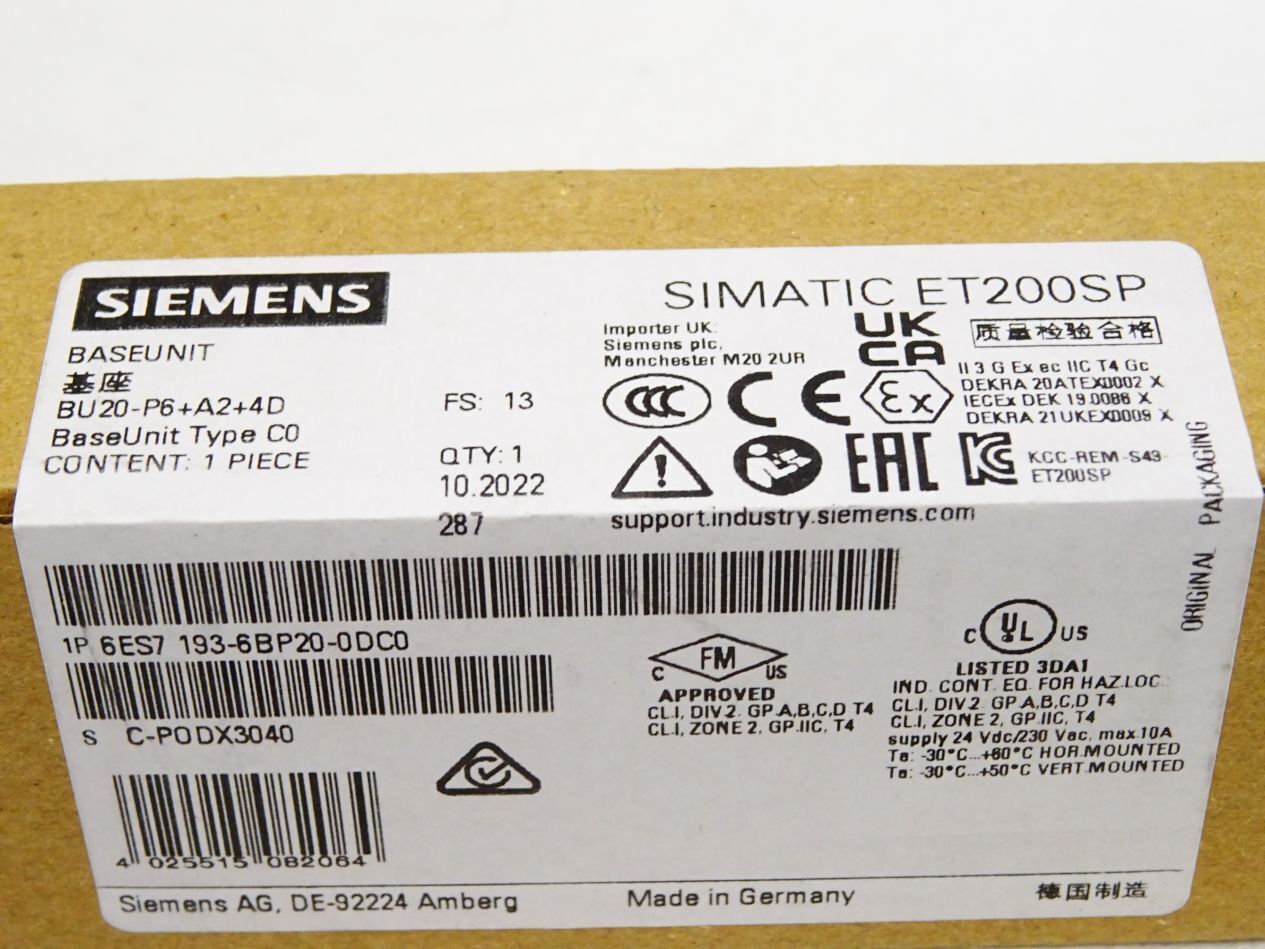 SIEMENS
SIMATIC ET200SP
BASEUNIT
基座
BU20-P6+A2+4D
BaseUnit Type C0
CONTENT: 1 PIECE
FS: 13
QTY: 1
10.2022
287
Importer UK:
Siemens plc,
Manchester M20 2UR
UK
CA
质量检验合格
CCC
CE
Ex
II 3 G Ex ec IIC T4 Gc
DEKRA 20ATEX0002 X
IECEx DEK 19.0086 X
DEKRA 21UKEX0009 X
EAC
KCC-REM-S49-
ET200SP
support.industry.siemens.com
ORIGINAL PACKAGING
1P 6ES7 193-6BP20-0DC0
S C-P0DX3040
4 025515 082064
C FM US
APPROVED
CL.I, DIV.2. GP.A,B,C,D T4
CL.I, ZONE 2, GP.IIC, T4
C UL US
LISTED 3DA1
IND. CONT. EQ. FOR HAZ.LOC.:
CL.I, DIV.2. GP.A,B,C,D T4
CL.I, ZONE 2, GP.IIC, T4
supply 24 Vdc/230 Vac, max.10A
Ta: -30°C...+60°C HOR.MOUNTED
Ta: -30°C...+50°C VERT.MOUNTED
Siemens AG, DE-92224 Amberg
Made in Germany
德国制造